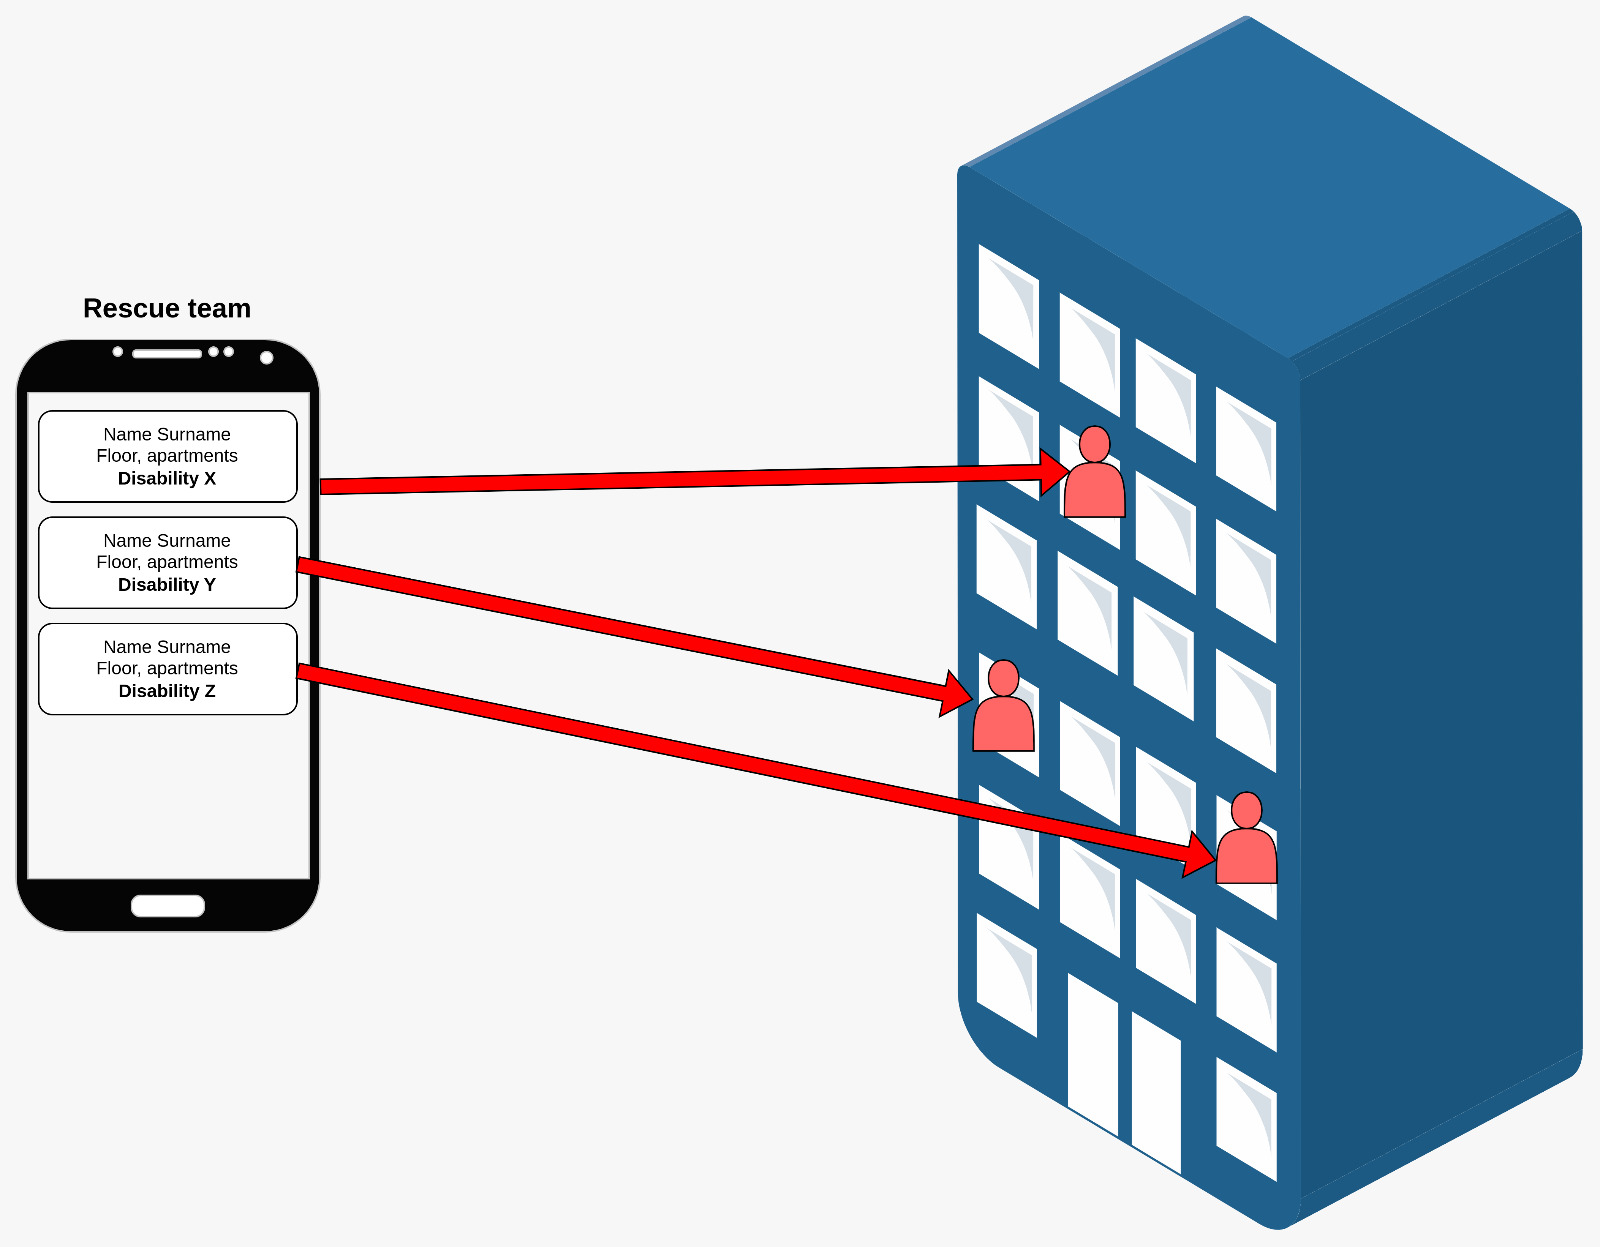 Rescue team
Name Surname
Floor, apartments
Disability X
Name Surname
Floor, apartments
Disability Y
Name Surname
Floor, apartments
Disability Z